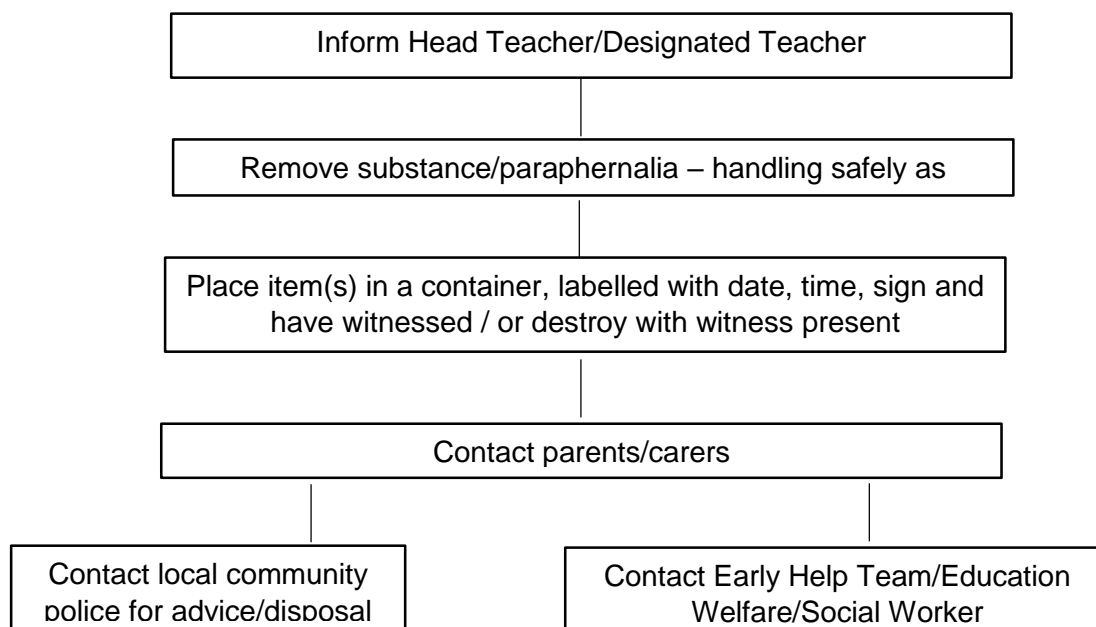 Inform Head Teacher/Designated Teacher
Remove substance/paraphernalia – handling safely as
Place item(s) in a container, labelled with date, time, sign and
have witnessed / or destroy with witness present
Contact parents/carers
Contact local community
police for advice/disposal
Contact Early Help Team/Education
Welfare/Social Worker